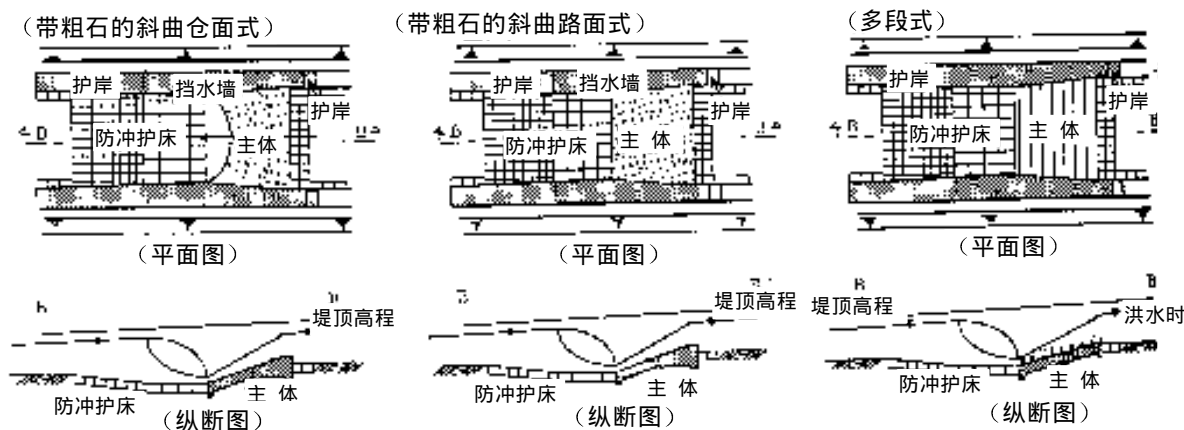 （带粗石的斜曲仓面式）
护岸
挡水墙
护岸
防冲护床
主体
（平面图）
堤顶高程
防冲护床
主 体
（纵断图）
（带粗石的斜曲路面式）
护岸
挡水墙
护岸
防冲护床
主 体
（平面图）
堤顶高程
防冲护床
主 体
（纵断图）
（多段式）
护岸
护岸
防冲护床
主 体
（平面图）
堤顶高程
洪水时
防冲护床
主 体
（纵断图）